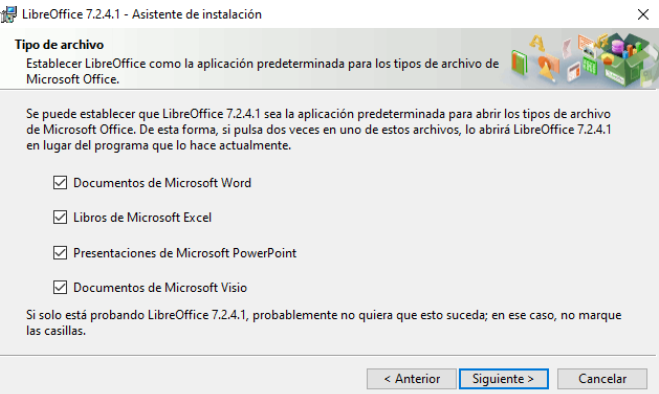 LibreOffice 7.2.4.1 - Asistente de instalación
Tipo de archivo
Establecer LibreOffice como la aplicación predeterminada para los tipos de archivo de
Microsoft Office.
Se puede establecer que LibreOffice 7.2.4.1 sea la aplicación predeterminada para abrir los tipos de archivo
de Microsoft Office. De esta forma, si pulsa dos veces en uno de estos archivos, lo abrirá LibreOffice 7.2.4.1
en lugar del programa que lo hace actualmente.
Documentos de Microsoft Word
Libros de Microsoft Excel
Presentaciones de Microsoft PowerPoint
Documentos de Microsoft Visio
Si solo está probando LibreOffice 7.2.4.1, probablemente no quiera que esto suceda; en ese caso, no marque
las casillas.
< Anterior
Siguiente >
Cancelar